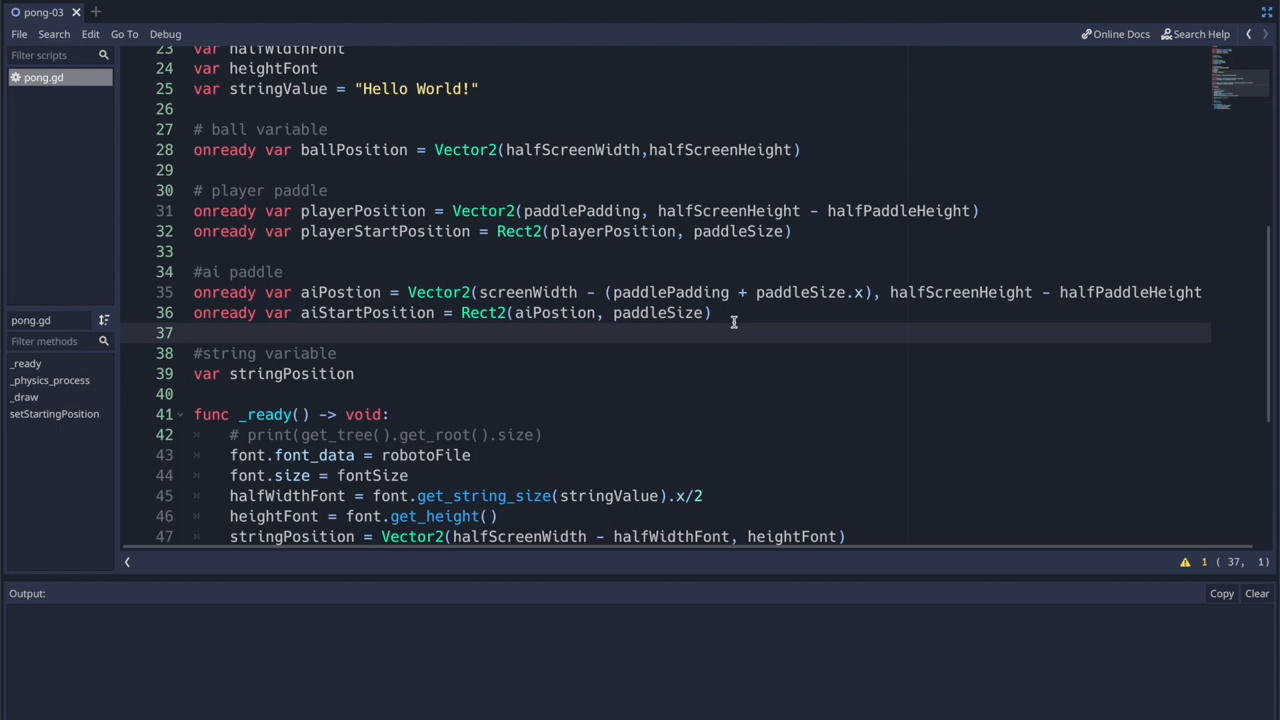 pong-03
File Search Edit Go To Debug
Online Docs Search Help
Filter scripts
pong.gd
pong.gd
Filter methods
_ready
_physics_process
_draw
setStartingPosition
23 var halfWidthFont
24 var heightFont
25 var stringValue = "Hello World!"
26
27 # ball variable
28 onready var ballPosition = Vector2(halfScreenWidth,halfScreenHeight)
29
30 # player paddle
31 onready var playerPosition = Vector2(paddlePadding, halfScreenHeight - halfPaddleHeight)
32 onready var playerStartPosition = Rect2(playerPosition, paddleSize)
33
34 #ai paddle
35 onready var aiPostion = Vector2(screenWidth - (paddlePadding + paddleSize.x), halfScreenHeight - halfPaddleHeight
36 onready var aiStartPosition = Rect2(aiPostion, paddleSize)
37
38 #string variable
39 var stringPosition
40
41 func _ready() -> void:
42 # print(get_tree().get_root().size)
43 font.font_data = robotoFile
44 font.size = fontSize
45 halfWidthFont = font.get_string_size(stringValue).x/2
46 heightFont = font.get_height()
47 stringPosition = Vector2(halfScreenWidth - halfWidthFont, heightFont)
1 ( 37, 1)
Output:
Copy Clear